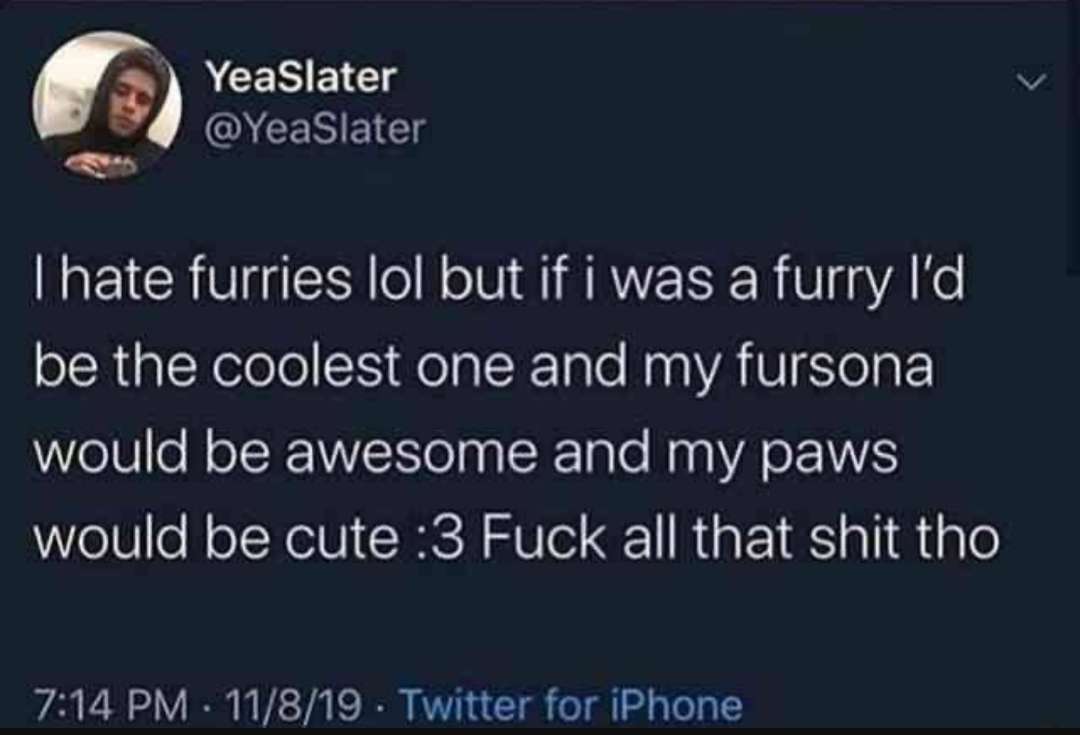 YeaSlater
@YeaSlater
I hate furries lol but if i was a furry I'd
be the coolest one and my fursona
would be awesome and my paws
would be cute :3 Fuck all that shit tho
7:14 PM · 11/8/19 · Twitter for iPhone